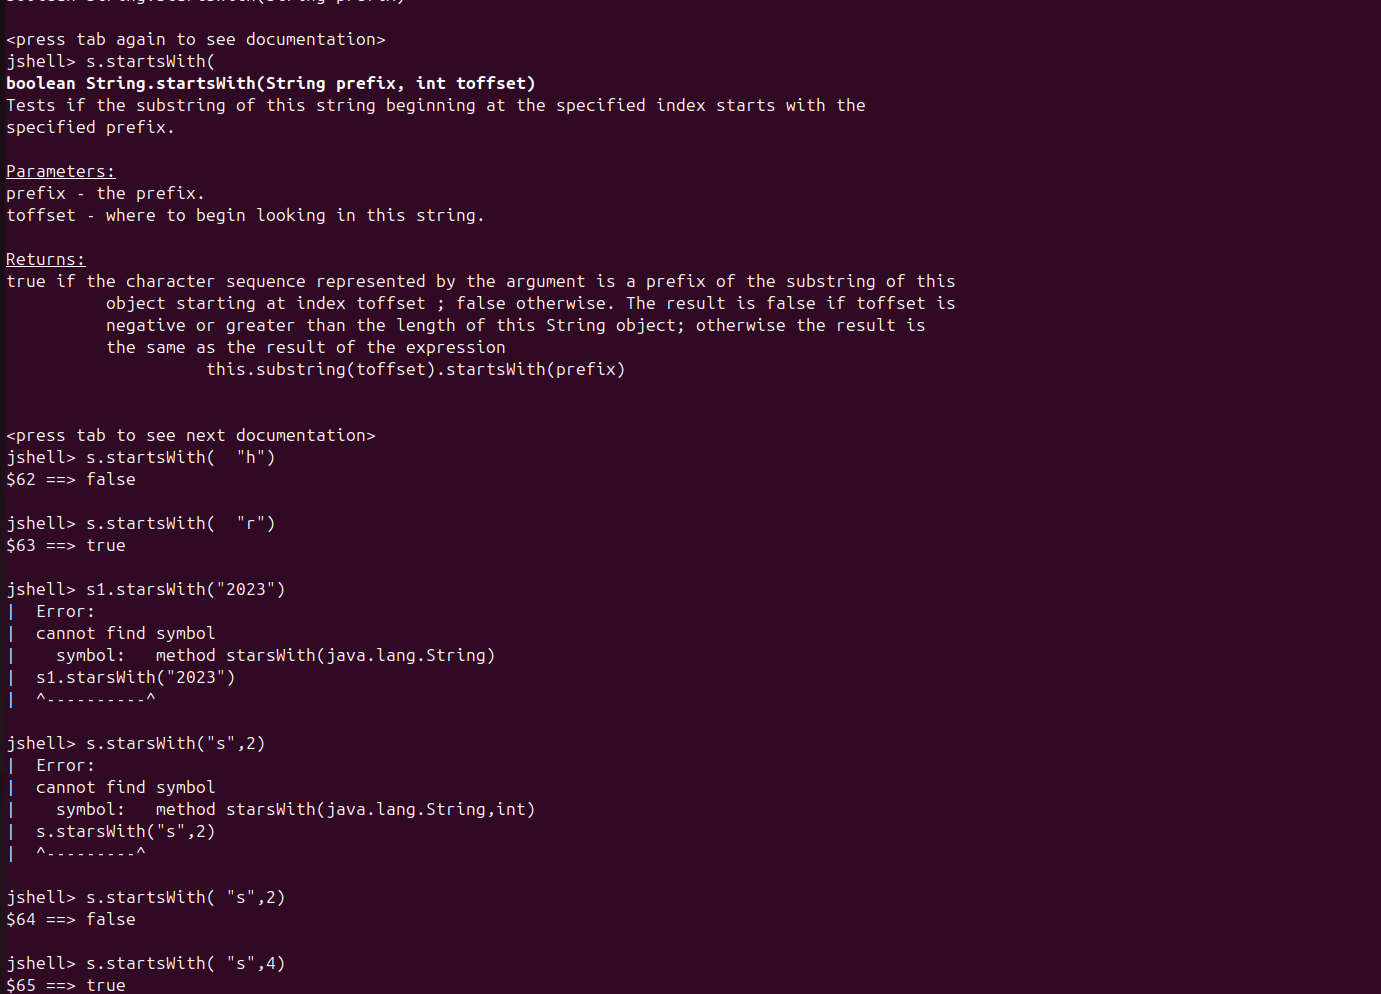 <press tab again to see documentation>
jshell> s.startsWith(
boolean String.startsWith(String prefix, int toffset)
Tests if the substring of this string beginning at the specified index starts with the
specified prefix.
Parameters:
prefix - the prefix.
toffset - where to begin looking in this string.
Returns:
true if the character sequence represented by the argument is a prefix of the substring of this
object starting at index toffset ; false otherwise. The result is false if toffset is
negative or greater than the length of this String object; otherwise the result is
the same as the result of the expression
this.substring(toffset).startsWith(prefix)
<press tab to see next documentation>
jshell> s.startsWith(  "h")
$62 ==> false
jshell> s.startsWith(  "r")
$63 ==> true
jshell> s1.starsWith("2023")
|  Error:
|  cannot find symbol
|    symbol:   method starsWith(java.lang.String)
|  s1.starsWith("2023")
|  ^----------^
jshell> s.starsWith("s",2)
|  Error:
|  cannot find symbol
|    symbol:   method starsWith(java.lang.String,int)
|  s.starsWith("s",2)
|  ^---------^
jshell> s.startsWith( "s",2)
$64 ==> false
jshell> s.startsWith( "s",4)
$65 ==> true